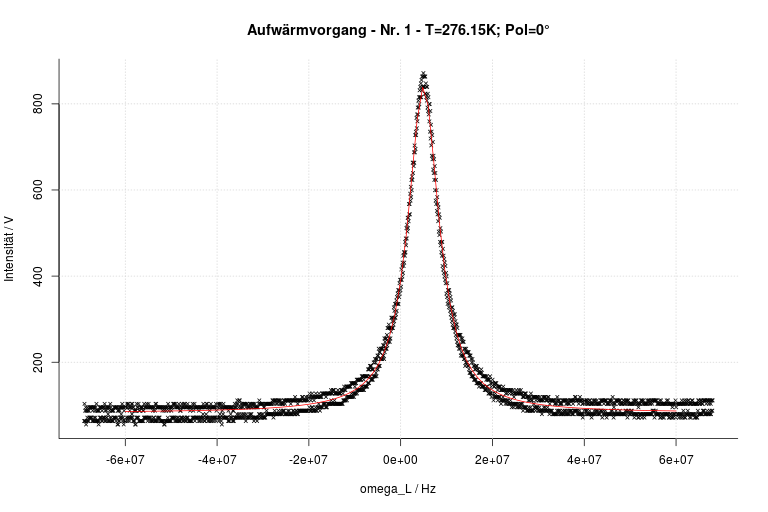 Aufwärmvorgang - Nr. 1 - T=276.15K; Pol=0°
Intensität / V
800
600
400
200
-6e+07 -4e+07 -2e+07 0e+00 2e+07 4e+07 6e+07
omega_L / Hz